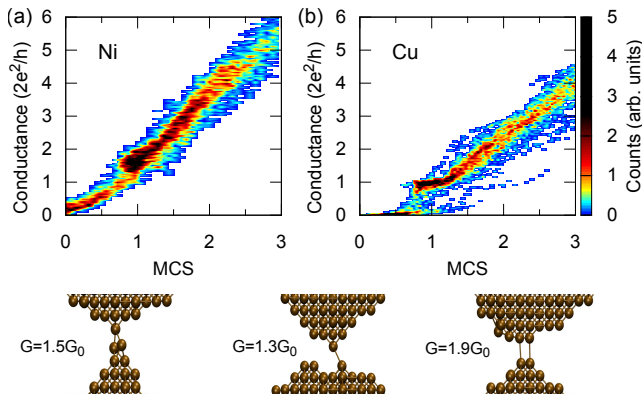 (a)
Ni
Conductance (2e²/h)
6
5
4
3
2
1
0
0 1 2 3
MCS
(b)
Cu
Conductance (2e²/h)
6
5
4
3
2
1
0
0 1 2 3
MCS
5
4
3
2
1
0
Counts (arb. units)
G=1.5G₀
G=1.3G₀
G=1.9G₀